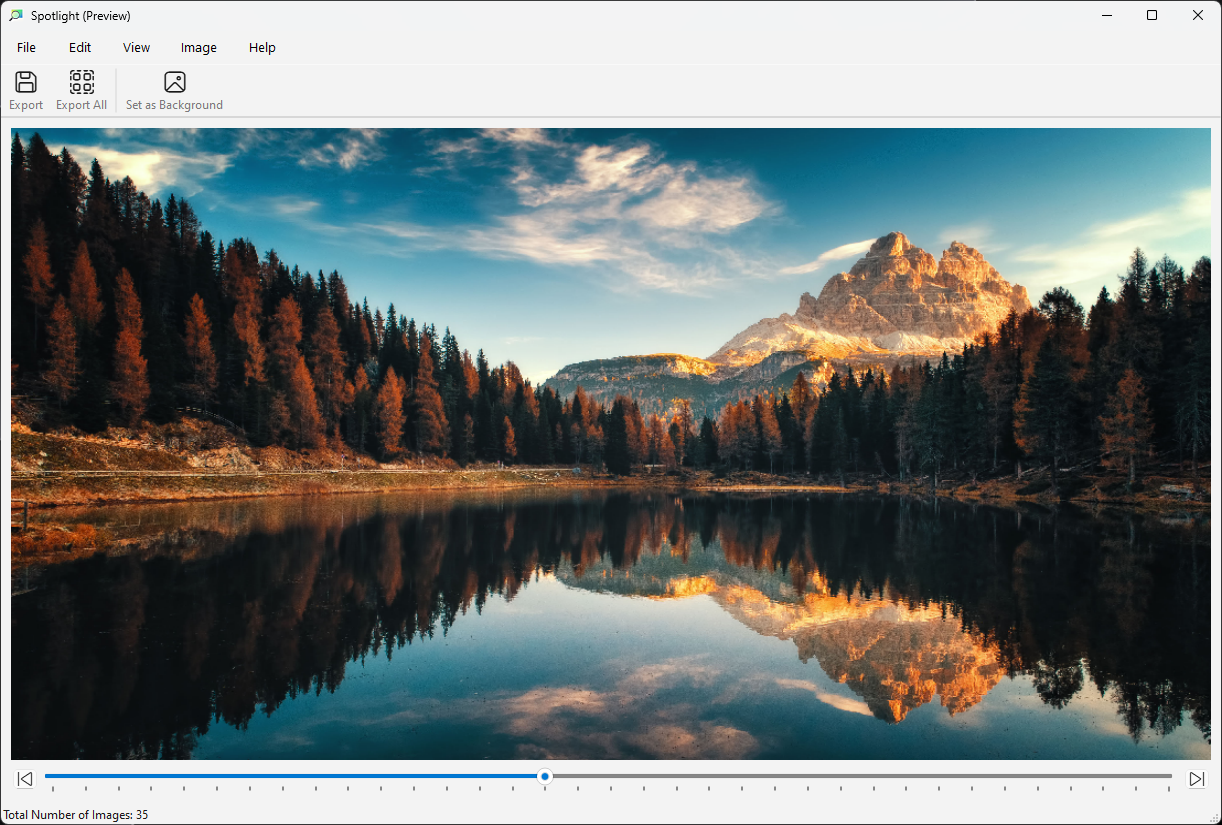 Spotlight (Preview)
File Edit View Image Help
Export Export All Set as Background
Total Number of Images: 35